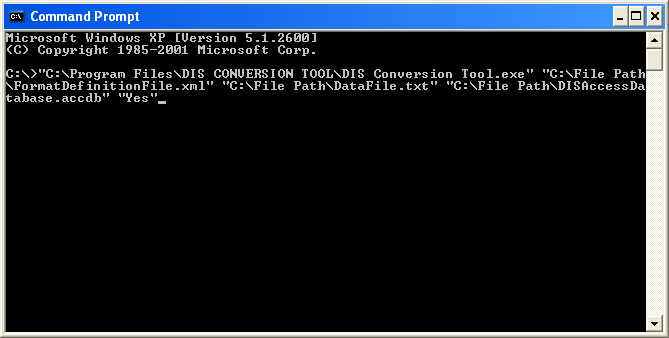 Command Prompt
Microsoft Windows XP [Version 5.1.2600]
(C) Copyright 1985-2001 Microsoft Corp.
C:\>"C:\Program Files\DIS CONVERSION TOOL\DIS Conversion Tool.exe" "C:\File Path
\FormatDefinitionFile.xml" "C:\File Path\DataFile.txt" "C:\File Path\DISAccessDa
tabase.accdb" "Yes"_